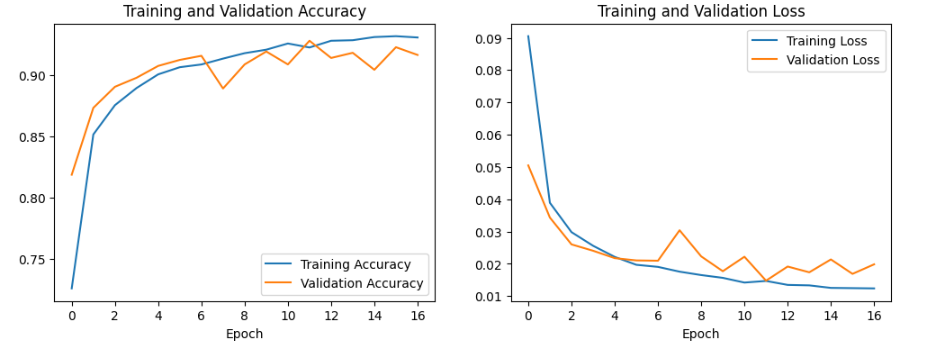 Training and Validation Accuracy
0.90
0.85
0.80
0.75
Training Accuracy
Validation Accuracy
0 2 4 6 8 10 12 14 16
Epoch
Training and Validation Loss
0.09
0.08
0.07
0.06
0.05
0.04
0.03
0.02
0.01
Training Loss
Validation Loss
0 2 4 6 8 10 12 14 16
Epoch